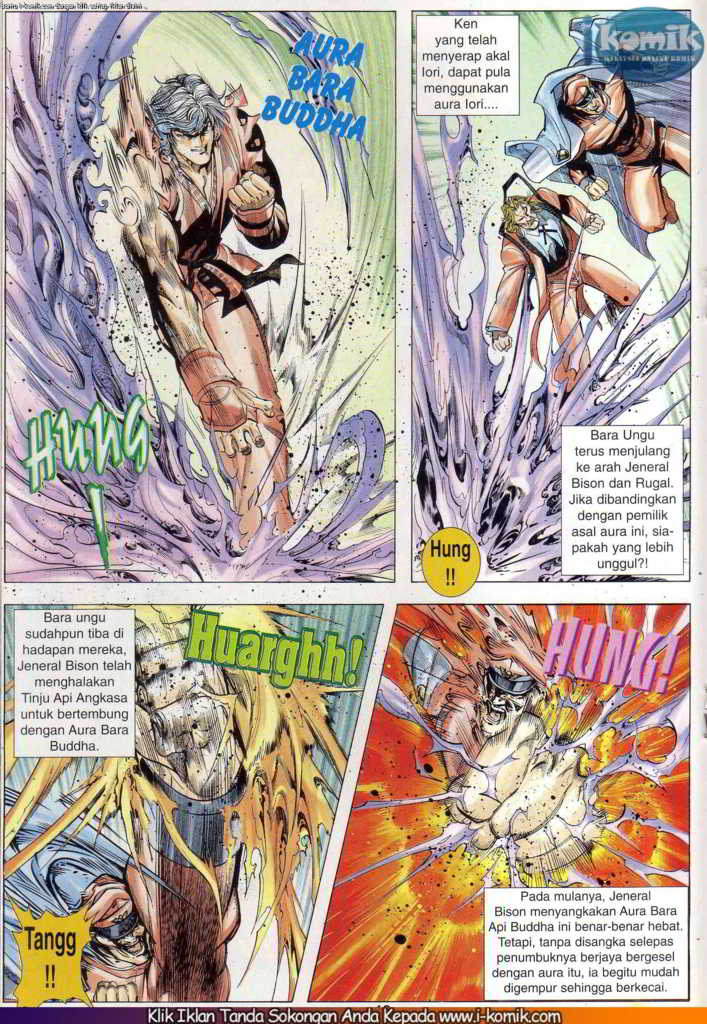 AURA
BARA
BUDDHA
HUNG
!
Ken
yang telah
menyerap akal
Iori, dapat pula
menggunakan
aura Iori....
komik
MALAYSIA ONLINE KOMIK
Bara Ungu
terus menjulang
ke arah Jeneral
Bison dan Rugal.
Jika dibandingkan
dengan pemilik
asal aura ini, sia-
pakah yang lebih
unggul?!
Hung
!!
Bara ungu
sudahpun tiba di
hadapan mereka,
Jeneral Bison telah
menghalakan
Tinju Api Angkasa
untuk bertembung
dengan Aura Bara
Buddha.
Huarghh!
Tangg
!!
HUNG!
Pada mulanya, Jeneral
Bison menyangkakan Aura Bara
Api Buddha ini benar-benar hebat.
Tetapi, tanpa disangka selepas
penumbuknya berjaya bergesel
dengan aura itu, ia begitu mudah
digempur sehingga berkecai.
Klik Iklan Tanda Sokongan Anda Kepada www.i-komik.com